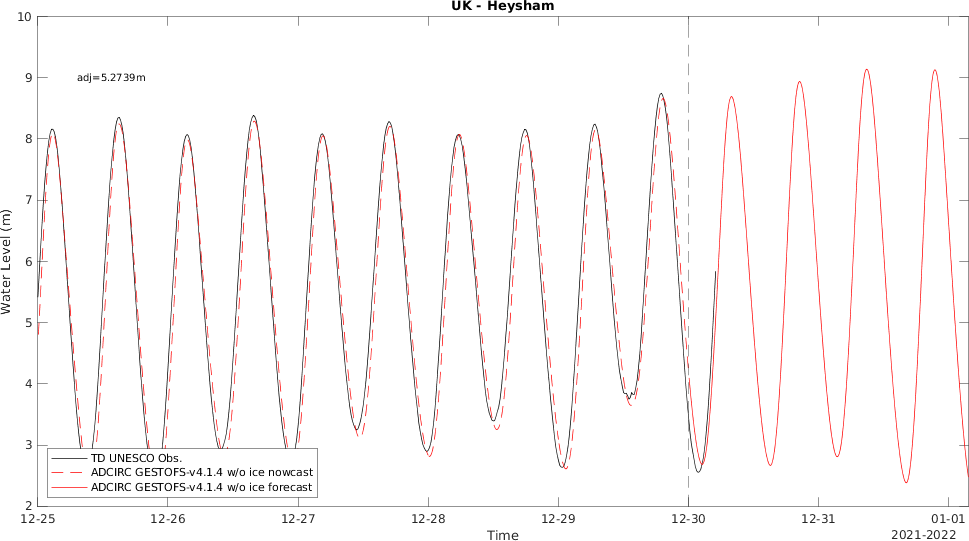 UK - Heysham
10
9
8
7
6
5
4
3
2
Water Level (m)
adj=5.2739m
TD UNESCO Obs.
ADCIRC GESTOFS-v4.1.4 w/o ice nowcast
ADCIRC GESTOFS-v4.1.4 w/o ice forecast
12-25 12-26 12-27 12-28 12-29 12-30 12-31 01-01
Time
2021-2022